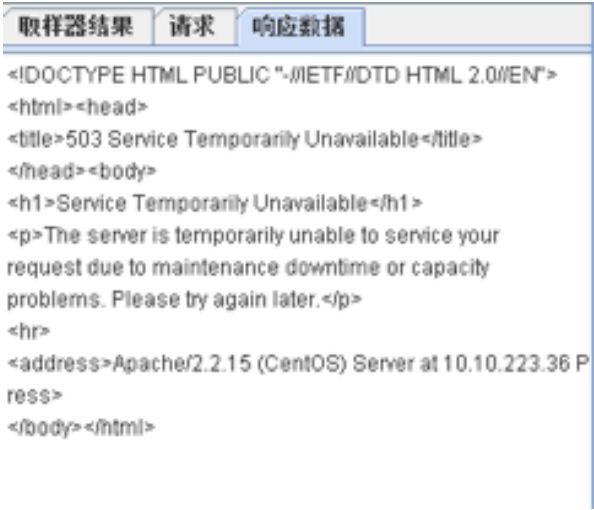 取样器结果 请求 响应数据
<!DOCTYPE HTML PUBLIC "-//IETF//DTD HTML 2.0//EN">
<html><head>
<title>503 Service Temporarily Unavailable</title>
</head><body>
<h1>Service Temporarily Unavailable</h1>
<p>The server is temporarily unable to service your
request due to maintenance downtime or capacity
problems. Please try again later.</p>
<hr>
<address>Apache/2.2.15 (CentOS) Server at 10.10.223.36 P
ress>
</body></html>